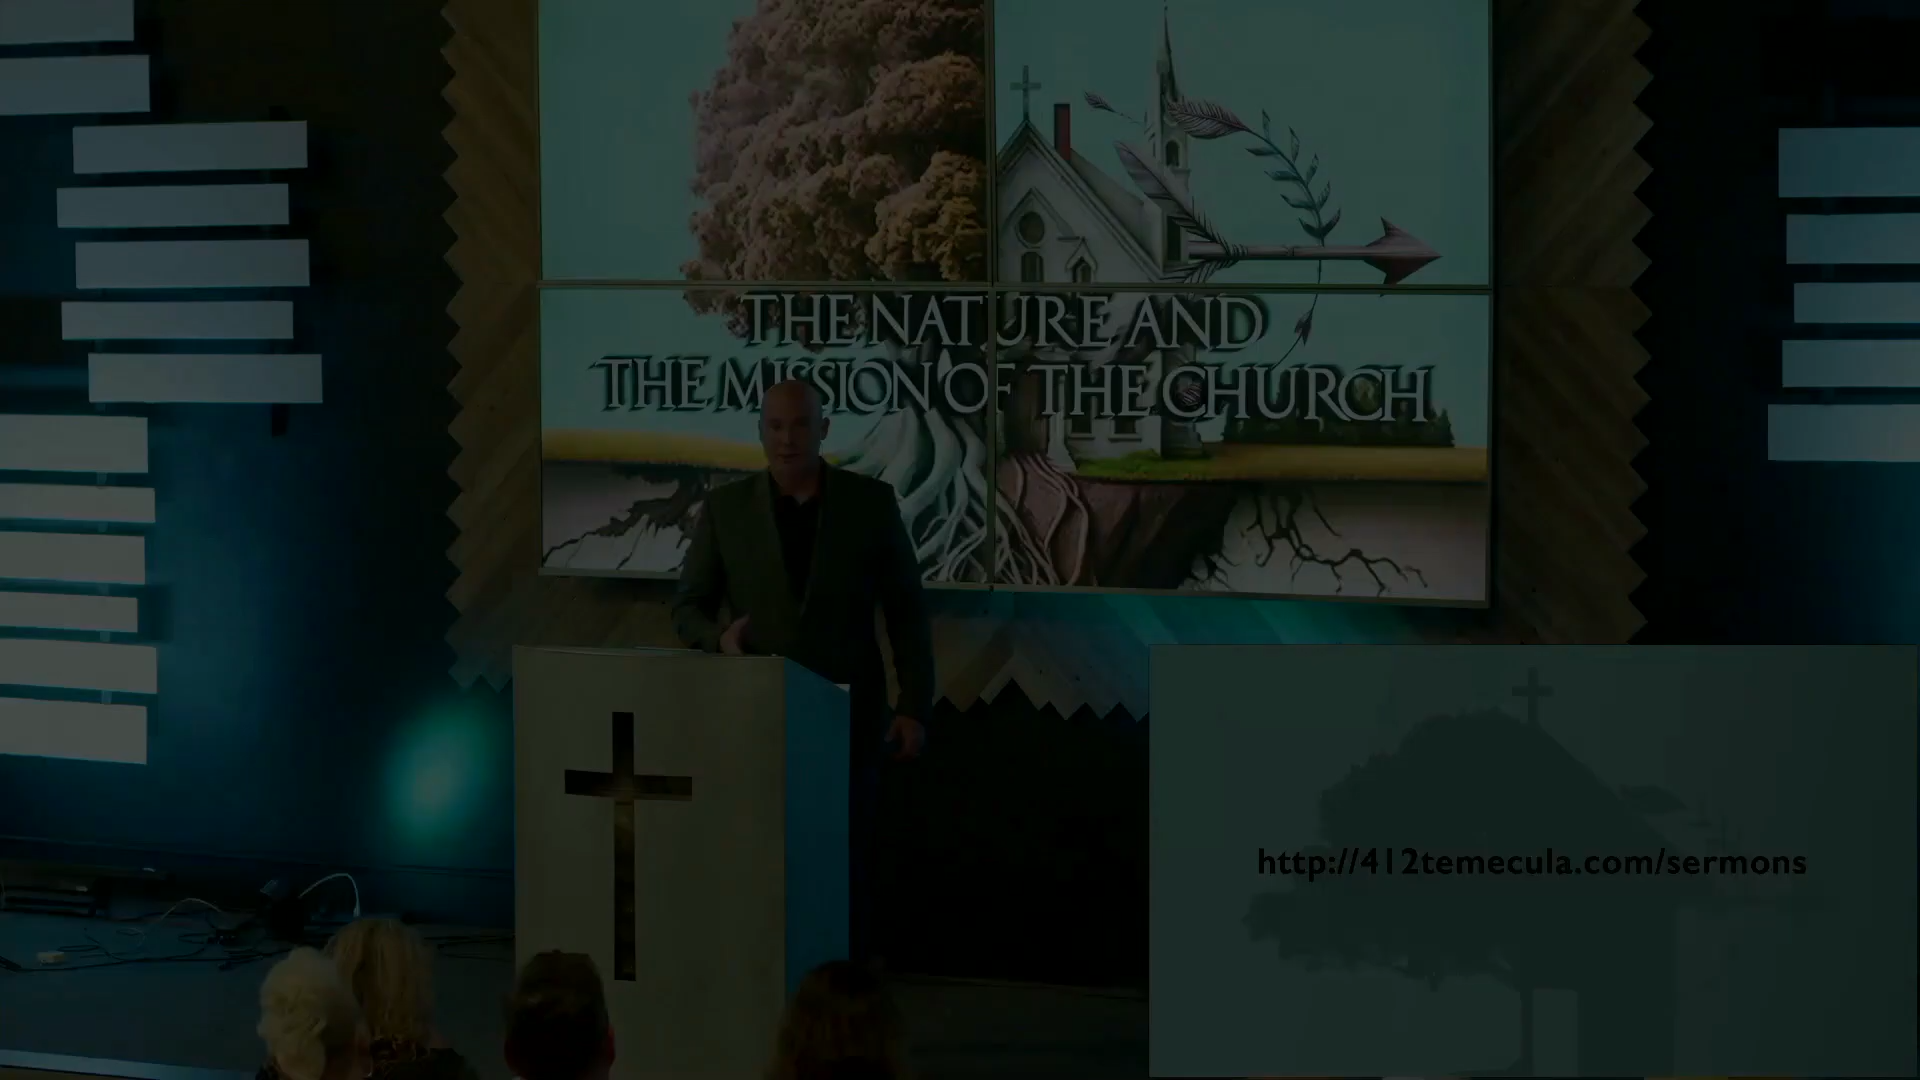 THE NATURE AND
THE MISSION OF THE CHURCH
http://412temecula.com/sermons